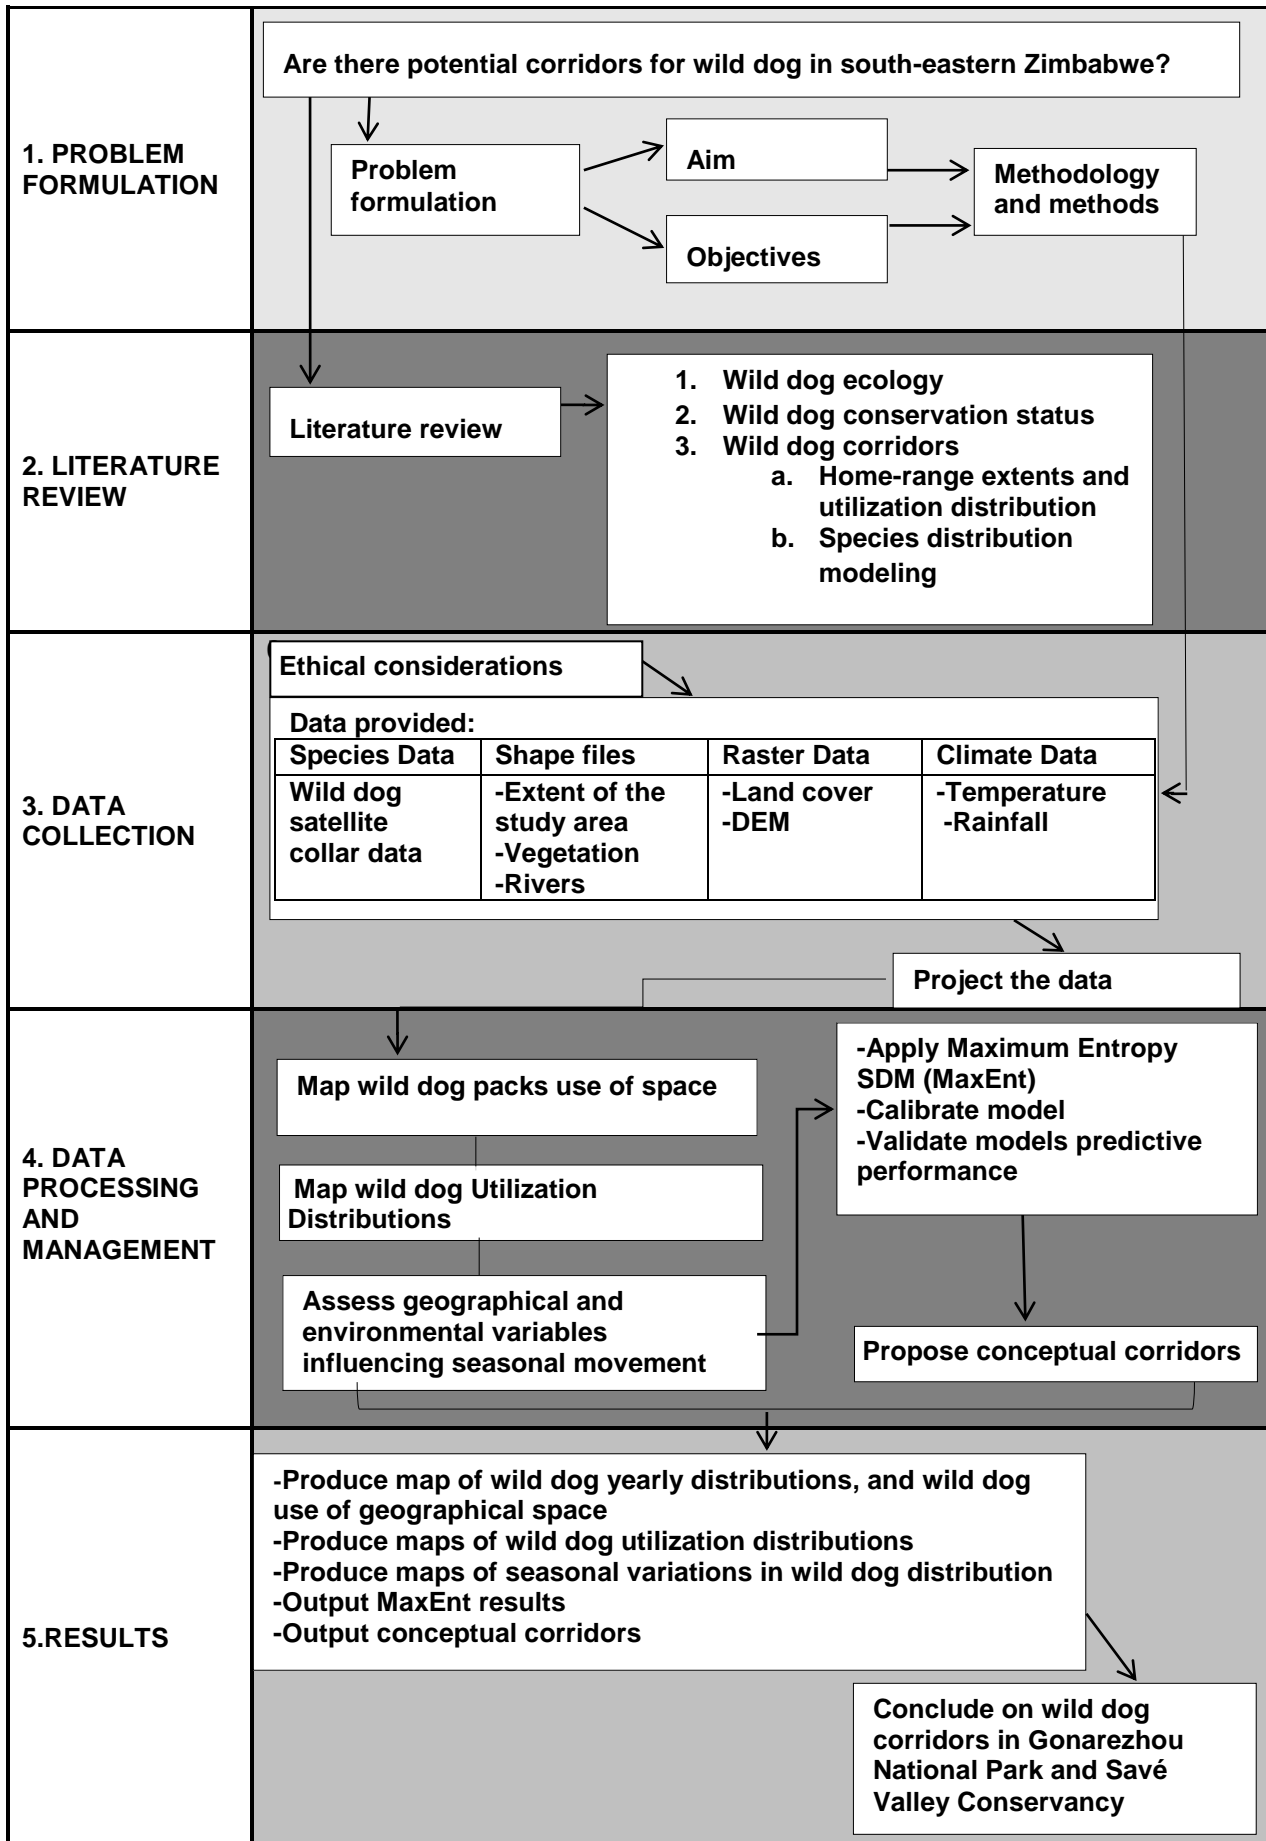 Are there potential corridors for wild dog in south-eastern Zimbabwe?
1. PROBLEM
FORMULATION
Problem
formulation
Aim
Objectives
Methodology
and methods
2. LITERATURE
REVIEW
Literature review
1. Wild dog ecology
2. Wild dog conservation status
3. Wild dog corridors
a. Home-range extents and
utilization distribution
b. Species distribution
modeling
3. DATA
COLLECTION
Ethical considerations
Data provided:
Species Data
Shape files
Raster Data
Climate Data
Wild dog
satellite
collar data
-Extent of the
study area
-Vegetation
-Rivers
-Land cover
-DEM
-Temperature
-Rainfall
Project the data
4. DATA
PROCESSING
AND
MANAGEMENT
Map wild dog packs use of space
Map wild dog Utilization
Distributions
Assess geographical and
environmental variables
influencing seasonal movement
-Apply Maximum Entropy
SDM (MaxEnt)
-Calibrate model
-Validate models predictive
performance
Propose conceptual corridors
5.RESULTS
-Produce map of wild dog yearly distributions, and wild dog
use of geographical space
-Produce maps of wild dog utilization distributions
-Produce maps of seasonal variations in wild dog distribution
-Output MaxEnt results
-Output conceptual corridors
Conclude on wild dog
corridors in Gonarezhou
National Park and Savé
Valley Conservancy